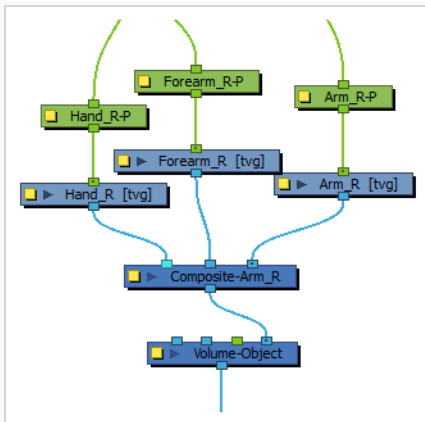 Forearm_R-P
Arm_R-P
Hand_R-P
Forearm_R [tvg]
Arm_R [tvg]
Hand_R [tvg]
Composite-Arm_R
Volume-Object